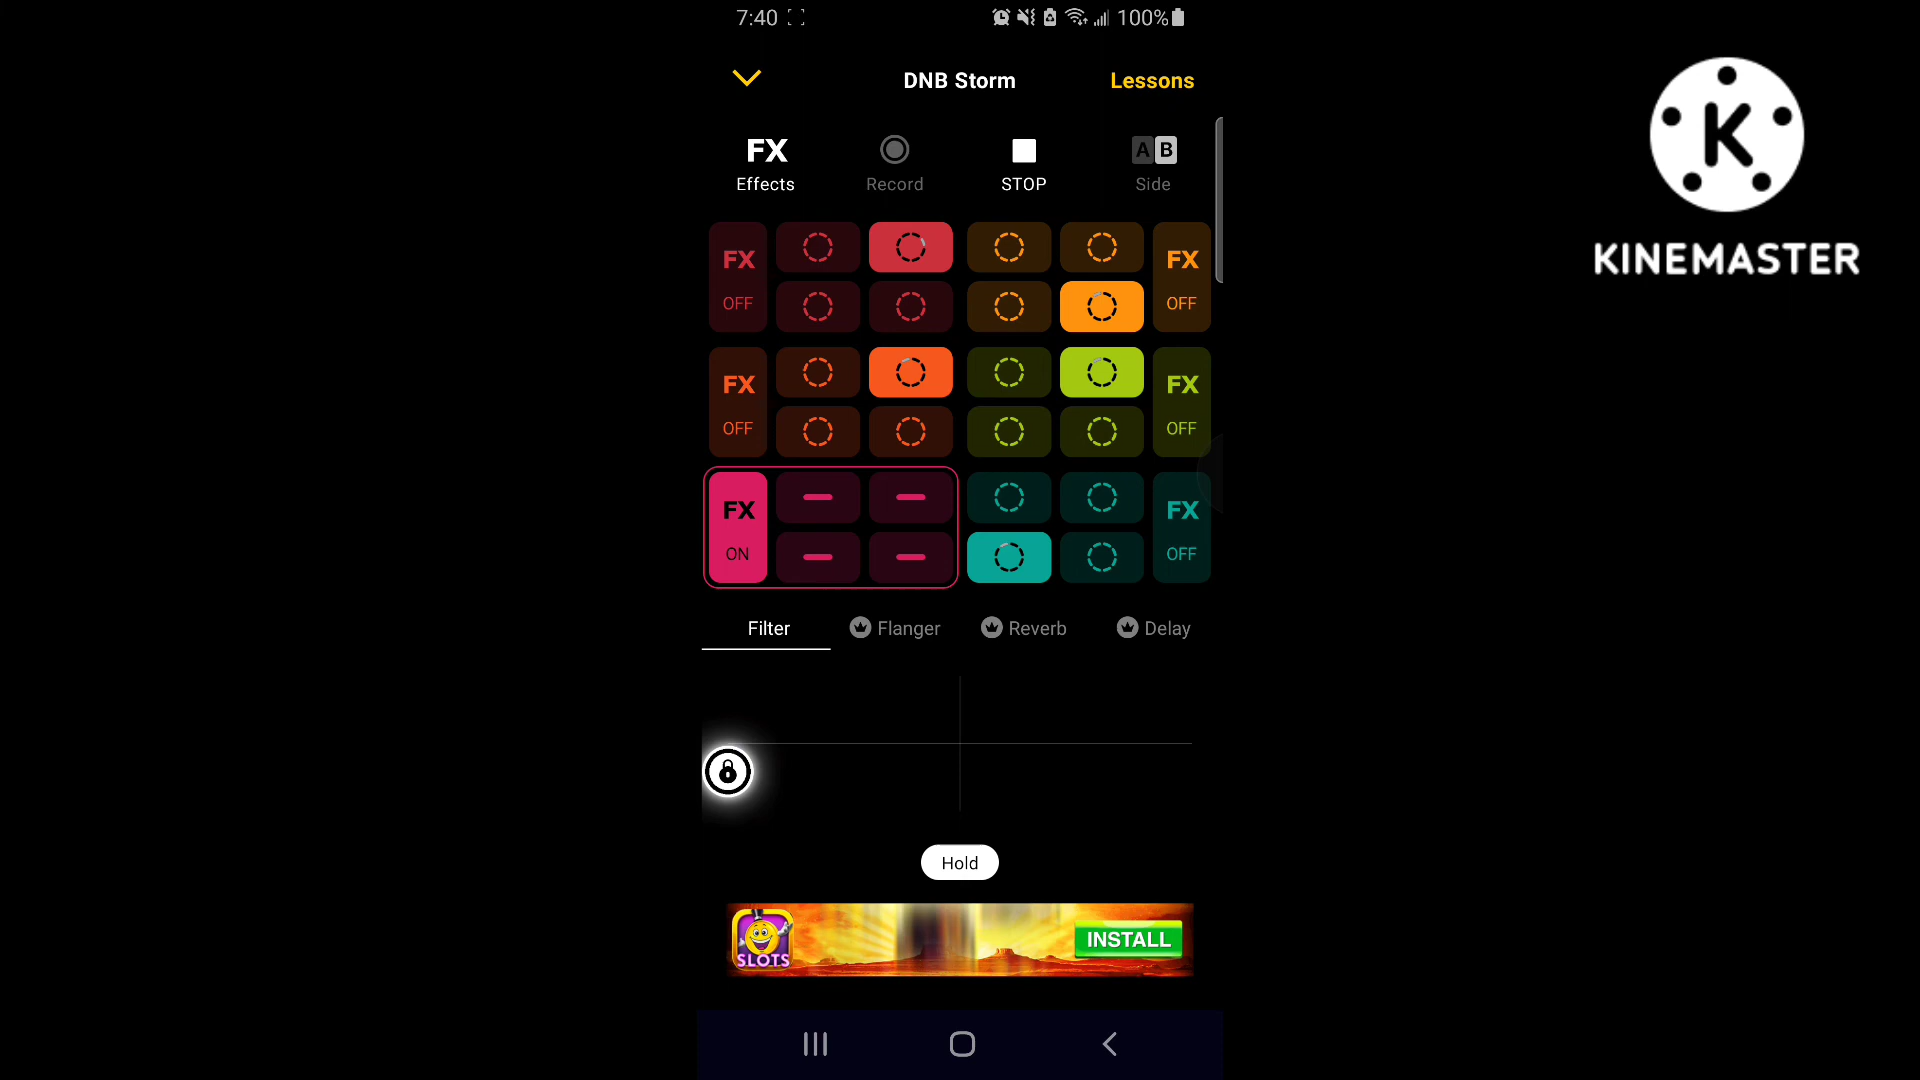 7:40 100%
DNB Storm Lessons
FX
Effects Record STOP A B Side
FX OFF FX OFF
FX OFF FX OFF
FX ON FX OFF
Filter Flanger Reverb Delay
Hold
SLOTS INSTALL
K
KINEMASTER